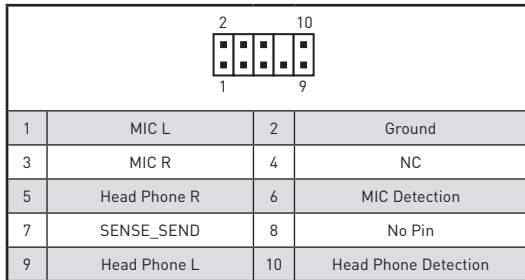 2 10
1 9
1 MIC L 2 Ground
3 MIC R 4 NC
5 Head Phone R 6 MIC Detection
7 SENSE_SEND 8 No Pin
9 Head Phone L 10 Head Phone Detection